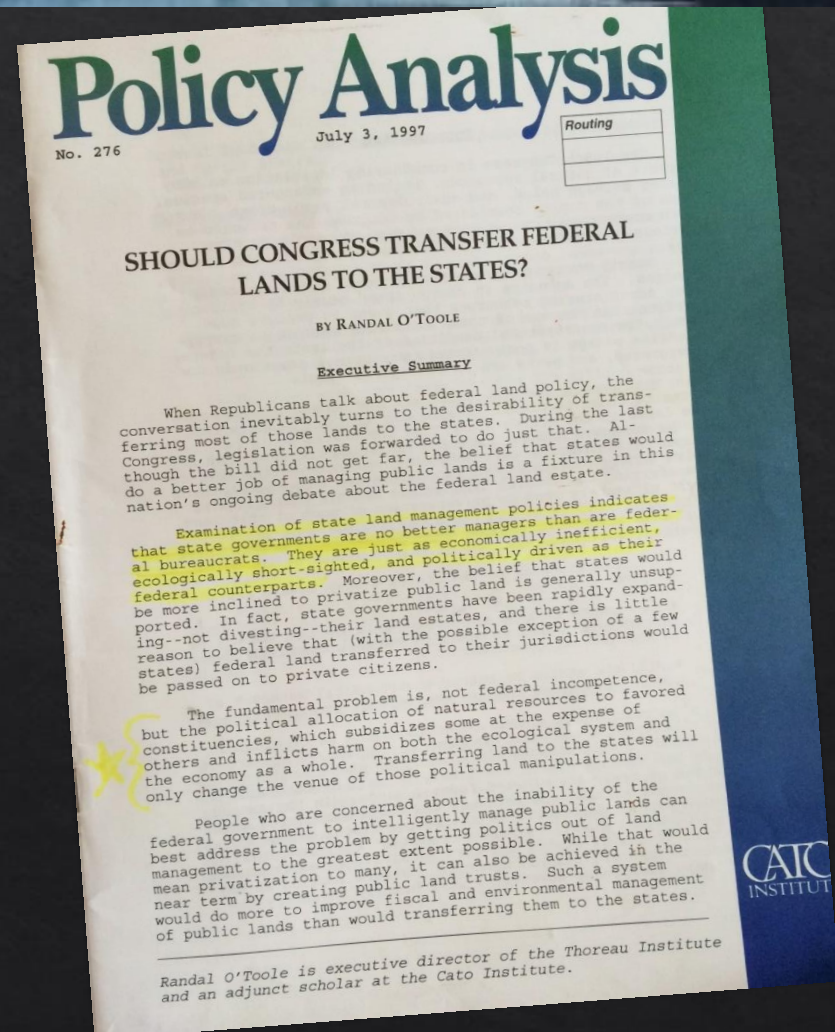 Policy Analysis
No. 276
July 3, 1997
Routing
SHOULD CONGRESS TRANSFER FEDERAL
LANDS TO THE STATES?
BY RANDAL O'TOOLE
Executive Summary
When Republicans talk about federal land policy, the
conversation inevitably turns to the desirability of trans-
ferring most of those lands to the states. During the last
Congress, legislation was forwarded to do just that. Al-
though the bill did not get far, the belief that states would
do a better job of managing public lands is a fixture in this
nation's ongoing debate about the federal land estate.
Examination of state land management policies indicates
that state governments are no better managers than are feder-
al bureaucrats. They are just as economically inefficient,
ecologically short-sighted, and politically driven as their
federal counterparts. Moreover, the belief that states would
be more inclined to privatize public land is generally unsup-
ported. In fact, state governments have been rapidly expand-
ing--not divesting--their land estates, and there is little
reason to believe that (with the possible exception of a few
states) federal land transferred to their jurisdictions would
be passed on to private citizens.
The fundamental problem is, not federal incompetence,
but the political allocation of natural resources to favored
constituencies, which subsidizes some at the expense of
others and inflicts harm on both the ecological system and
the economy as a whole. Transferring land to the states will
only change the venue of those political manipulations.
People who are concerned about the inability of the
federal government to intelligently manage public lands can
best address the problem by getting politics out of land
management to the greatest extent possible. While that would
mean privatization to many, it can also be achieved in the
near term by creating public land trusts. Such a system
would do more to improve fiscal and environmental management
of public lands than would transferring them to the states.
Randal O'Toole is executive director of the Thoreau Institute
and an adjunct scholar at the Cato Institute.
CATO
INSTITUT